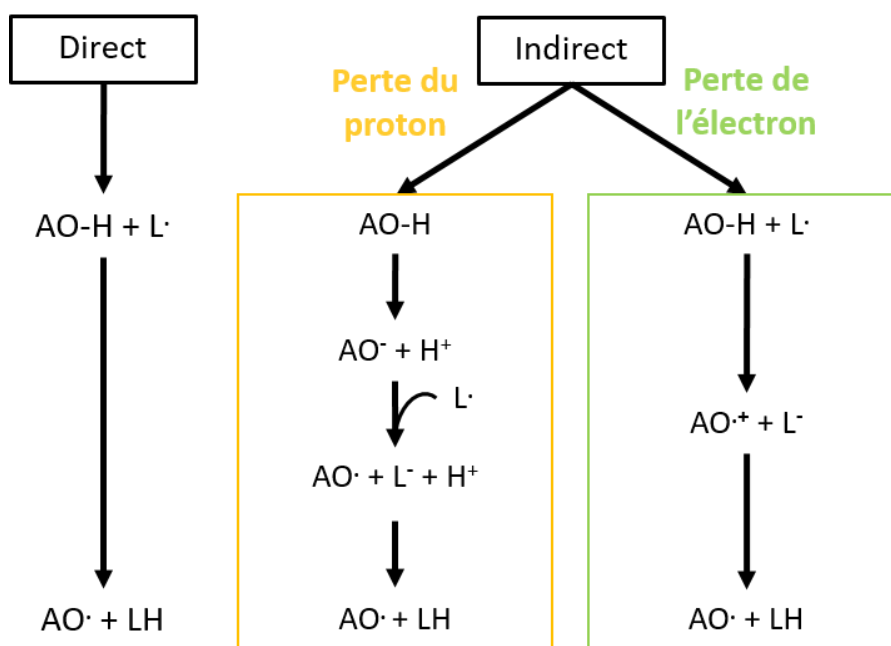 Direct
Indirect
Perte du
proton
Perte de
l'électron
AO-H + L·
AO-H
AO-H + L·
AO⁻ + H⁺
L·
AO·⁺ + L⁻
AO· + L⁻ + H⁺
AO· + LH
AO· + LH
AO· + LH